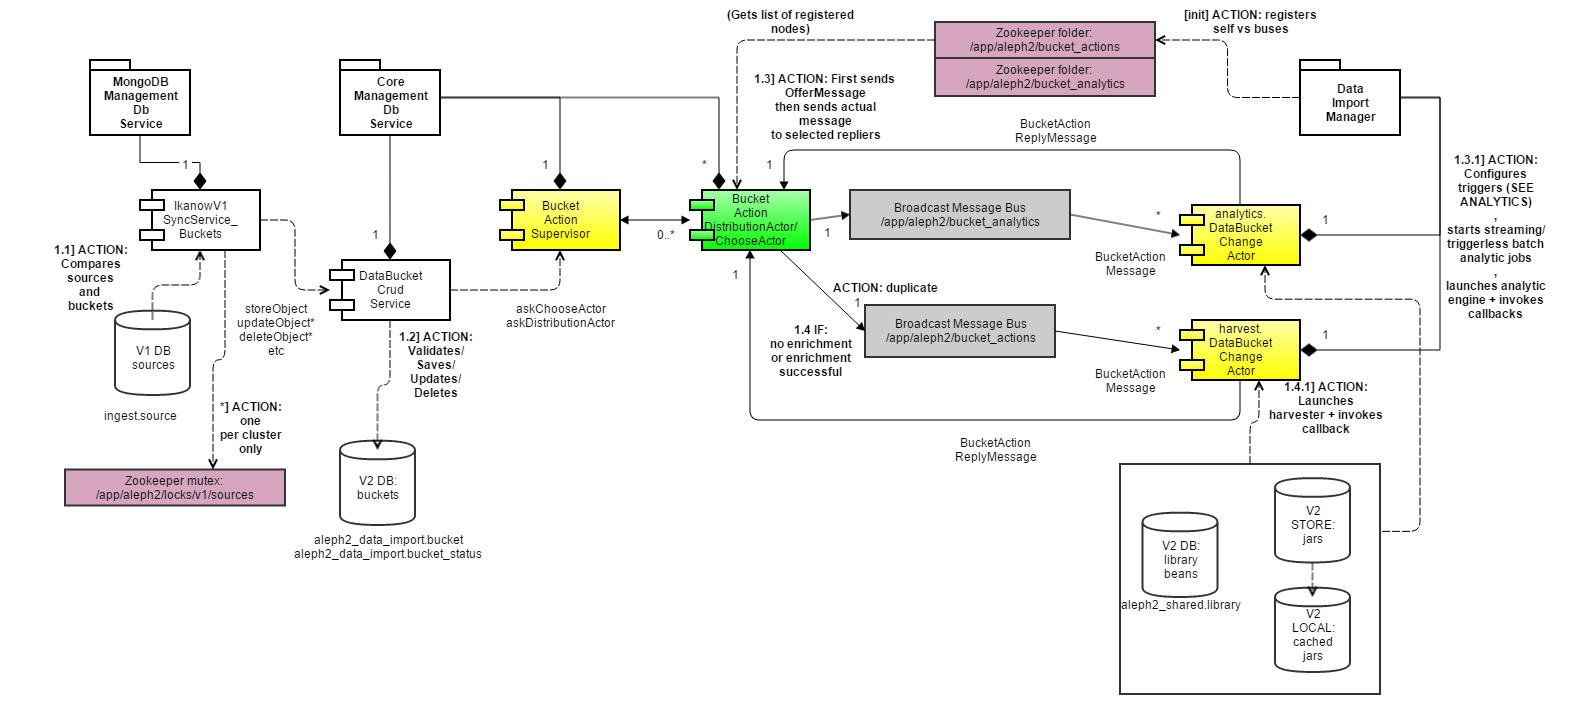 (Gets list of registered
nodes)
Zookeeper folder:
/app/aleph2/bucket_actions
Zookeeper folder:
/app/aleph2/bucket_analytics
[init] ACTION: registers
self vs buses
MongoDB
Management
Db
Service
Core
Management
Db
Service
1.3] ACTION: First sends
OfferMessage
then sends actual
message
to selected repliers
Data
Import
Manager
BucketAction
ReplyMessage
1
1
*
1
1.3.1] ACTION:
Configures
triggers (SEE
ANALYTICS)
,
starts streaming/
triggerless batch
analytic jobs
,
launches analytic
engine + invokes
callbacks
IkanowV1
SyncService_
Buckets
Bucket
Action
Supervisor
Bucket
Action
DistributionActor/
ChooseActor
Broadcast Message Bus
/app/aleph2/bucket_analytics
*
analytics.
DataBucket
Change
Actor
1
0..*
1
1
1.1] ACTION:
Compares
sources
and
buckets
DataBucket
Crud
Service
BucketAction
Message
1
ACTION: duplicate
1
storeObject
updateObject*
deleteObject*
etc
askChooseActor
askDistributionActor
Broadcast Message Bus
/app/aleph2/bucket_actions
*
harvest.
DataBucket
Change
Actor
1
V1 DB
sources
1.2] ACTION:
Validates/
Saves/
Updates/
Deletes
1.4 IF:
no enrichment
or enrichment
successful
BucketAction
Message
1.4.1] ACTION:
Launches
harvester + invokes
callback
ingest.source
*] ACTION:
one
per cluster
only
BucketAction
ReplyMessage
Zookeeper mutex:
/app/aleph2/locks/v1/sources
V2 DB:
buckets
aleph2_data_import.bucket
aleph2_data_import.bucket_status
V2 DB:
library
beans
aleph2_shared.library
V2
STORE:
jars
V2
LOCAL:
cached
jars